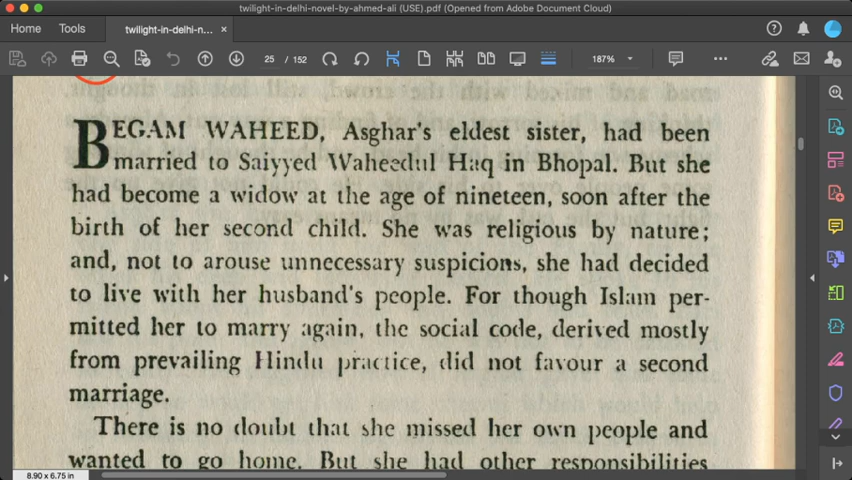 twilight-in-delhi-novel-by-ahmed-ali (USE).pdf (Opened from Adobe Document Cloud)
Home Tools twilight-in-delhi-n... ×
25 / 152 187%
BEGAM WAHEED, Asghar's eldest sister, had been
married to Saiyyed Waheedul Haq in Bhopal. But she
had become a widow at the age of nineteen, soon after the
birth of her second child. She was religious by nature;
and, not to arouse unnecessary suspicions, she had decided
to live with her husband's people. For though Islam per-
mitted her to marry again, the social code, derived mostly
from prevailing Hindu practice, did not favour a second
marriage.
There is no doubt that she missed her own people and
wanted to go home. But she had other responsibilities
8.90 x 6.75 in